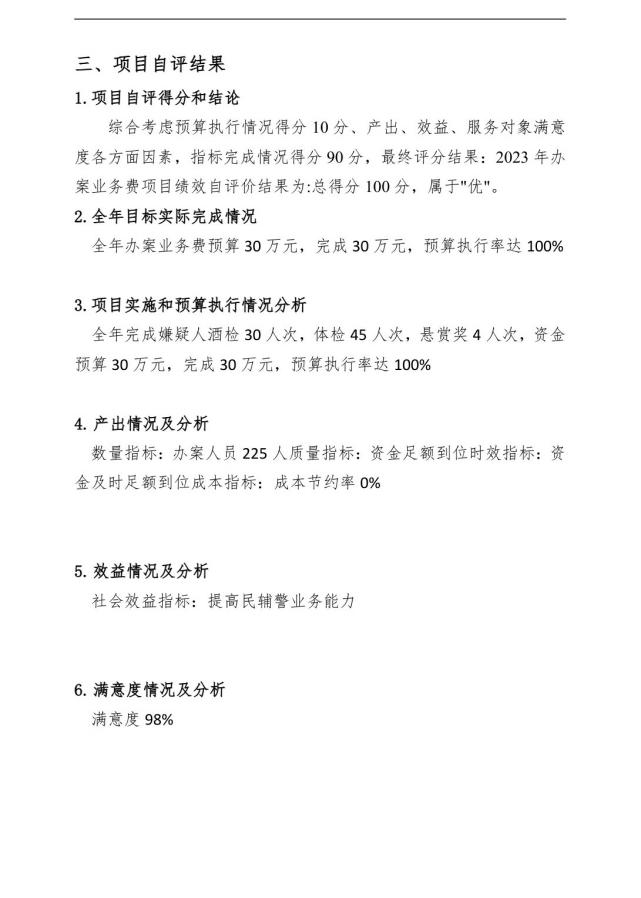 三、项目自评结果
1.项目自评得分和结论
综合考虑预算执行情况得分 10 分、产出、效益、服务对象满意
度各方面因素，指标完成情况得分 90 分，最终评分结果：2023 年办
案业务费项目绩效自评价结果为:总得分 100 分，属于"优"。
2.全年目标实际完成情况
全年办案业务费预算 30 万元，完成 30 万元，预算执行率达 100%
3.项目实施和预算执行情况分析
全年完成嫌疑人酒检 30 人次，体检 45 人次，悬赏奖 4 人次，资金
预算 30 万元，完成 30 万元，预算执行率达 100%
4. 产出情况及分析
数量指标：办案人员 225 人质量指标：资金足额到位时效指标：资
金及时足额到位成本指标：成本节约率 0%
5. 效益情况及分析
社会效益指标：提高民辅警业务能力
6. 满意度情况及分析
满意度 98%